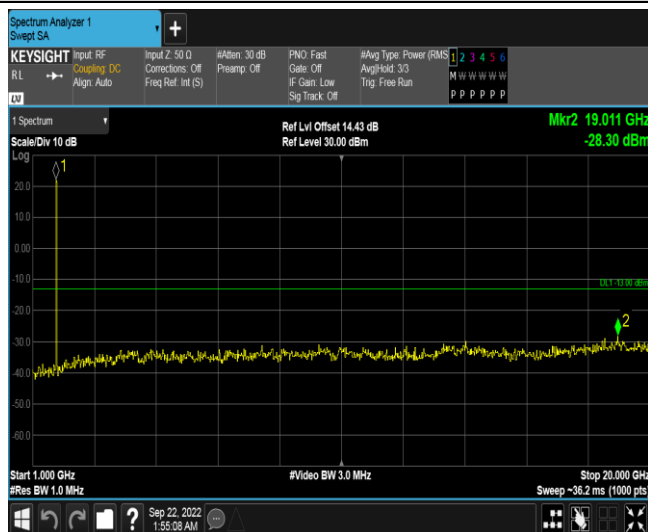 Spectrum Analyzer 1
Swept SA
+
KEYSIGHT
RL
LXI
Input: RF
Coupling: DC
Align: Auto
Input Z: 50 Ω
Corrections: Off
Freq Ref: Int (S)
#Atten: 30 dB
Preamp: Off
PNO: Fast
Gate: Off
IF Gain: Low
Sig Track: Off
#Avg Type: Power (RMS
Avg|Hold: 3/3
Trig: Free Run
1 2 3 4 5 6
M W W W W W
P P P P P P
1 Spectrum
Scale/Div 10 dB
Log
Ref Lvl Offset 14.43 dB
Ref Level 30.00 dBm
Mkr2 19.011 GHz
-28.30 dBm
1
20.0
10.0
0.00
-10.0
DL1 -13.00 dBm
-20.0
2
-30.0
-40.0
-50.0
-60.0
Start 1.000 GHz
#Res BW 1.0 MHz
#Video BW 3.0 MHz
Stop 20.000 GHz
Sweep ~36.2 ms (1000 pts)
?
Sep 22, 2022
1:55:08 AM